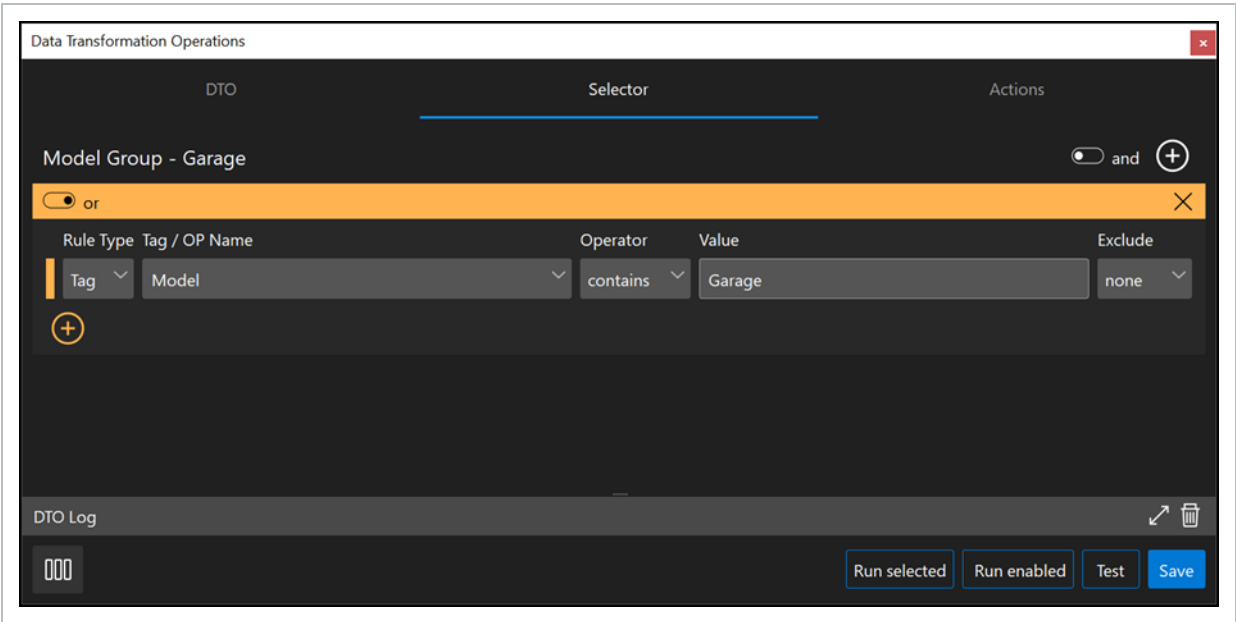 Data Transformation Operations
DTO Selector Actions
Model Group - Garage and
or
Rule Type Tag / OP Name Operator Value Exclude
Tag Model contains Garage none
DTO Log
Run selected Run enabled Test Save